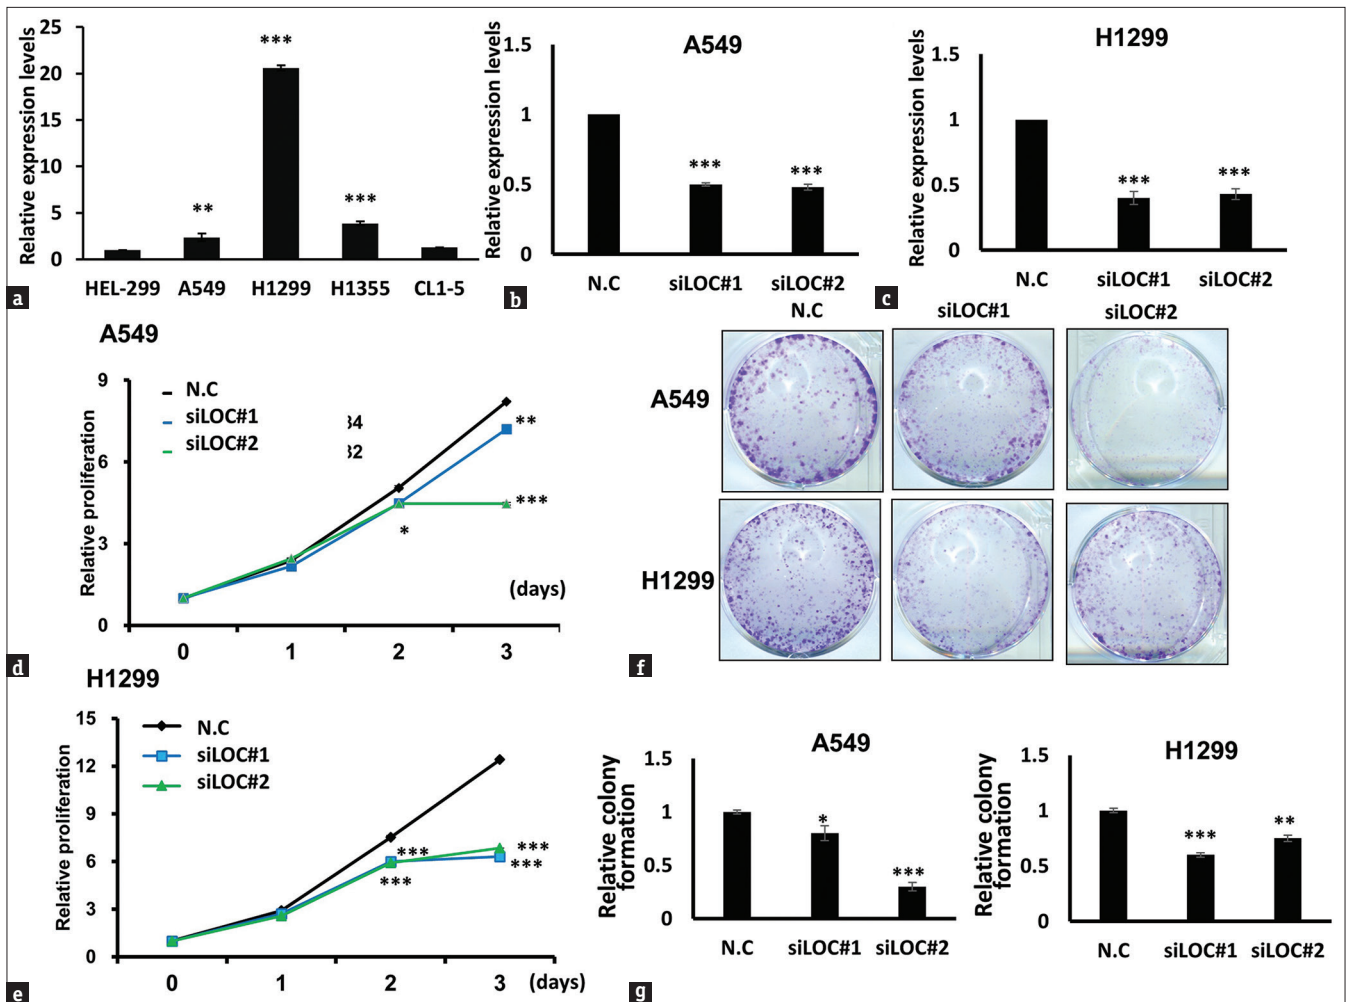 Relative expression levels
25
20
15
10
5
0
**
***
***
HEL-299 A549 H1299 H1355 CL1-5
a
A549
Relative expression levels
1.5
1
0.5
0
***
***
N.C siLOC#1 siLOC#2
b
H1299
Relative expression levels
1.5
1
0.5
0
***
***
N.C siLOC#1 siLOC#2
c
A549
Relative proliferation
9
6
3
0
N.C
siLOC#1
siLOC#2
34
32
**
***
*
(days)
0 1 2 3
d
H1299
Relative proliferation
15
12
9
6
3
0
N.C
siLOC#1
siLOC#2
***
***
***
***
0 1 2 3 (days)
e
N.C siLOC#1 siLOC#2
A549
H1299
f
A549
Relative colony
formation
1.5
1
0.5
0
*
***
N.C siLOC#1 siLOC#2
H1299
Relative colony
formation
1.5
1
0.5
0
***
**
N.C siLOC#1 siLOC#2
g